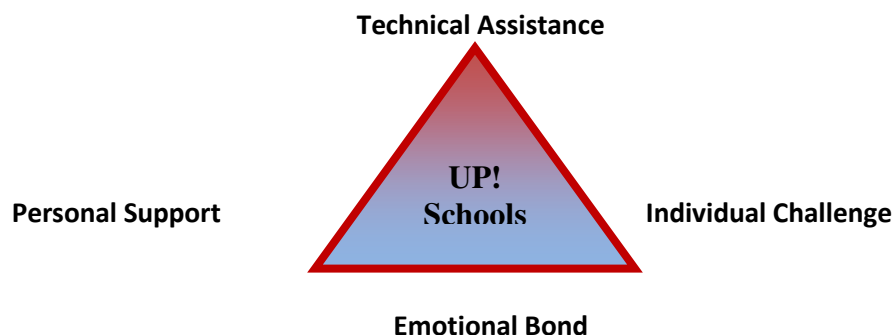 Technical Assistance
UP!
Personal Support
Schools
Individual Challenge
Emotional Bond